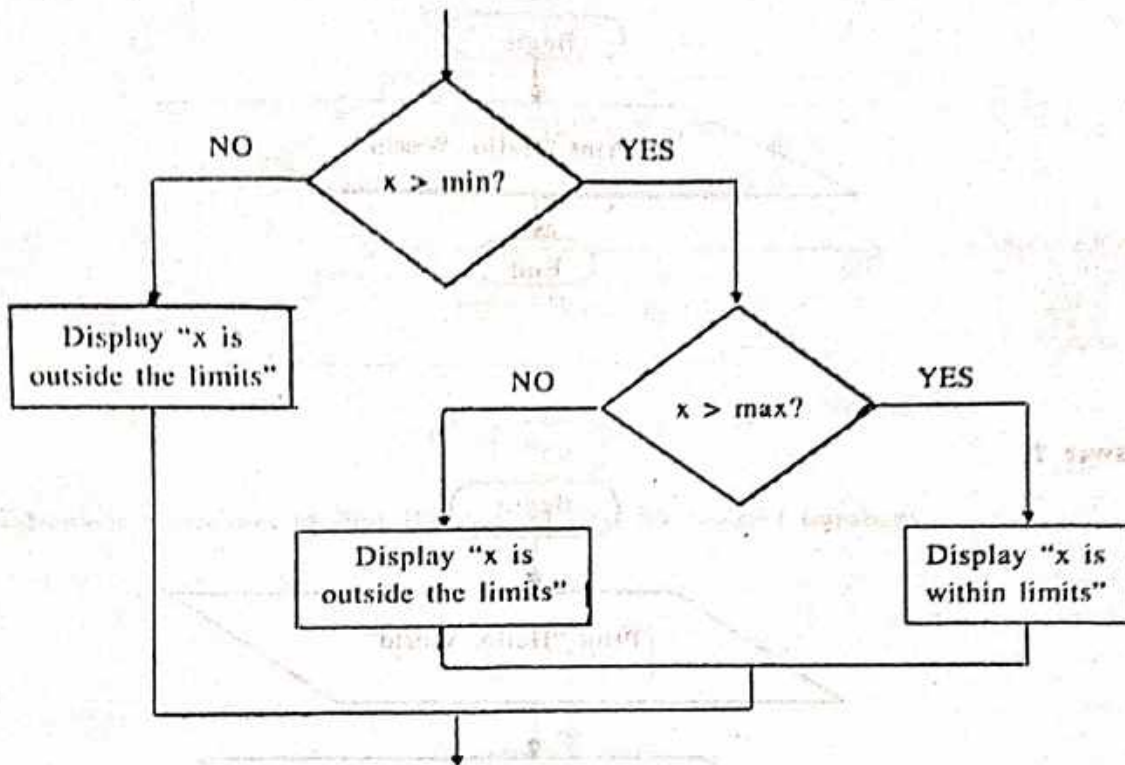 NO
YES
x > min?
Display “x is
outside the limits”
NO
YES
x > max?
Display “x is
outside the limits”
Display “x is
within limits”